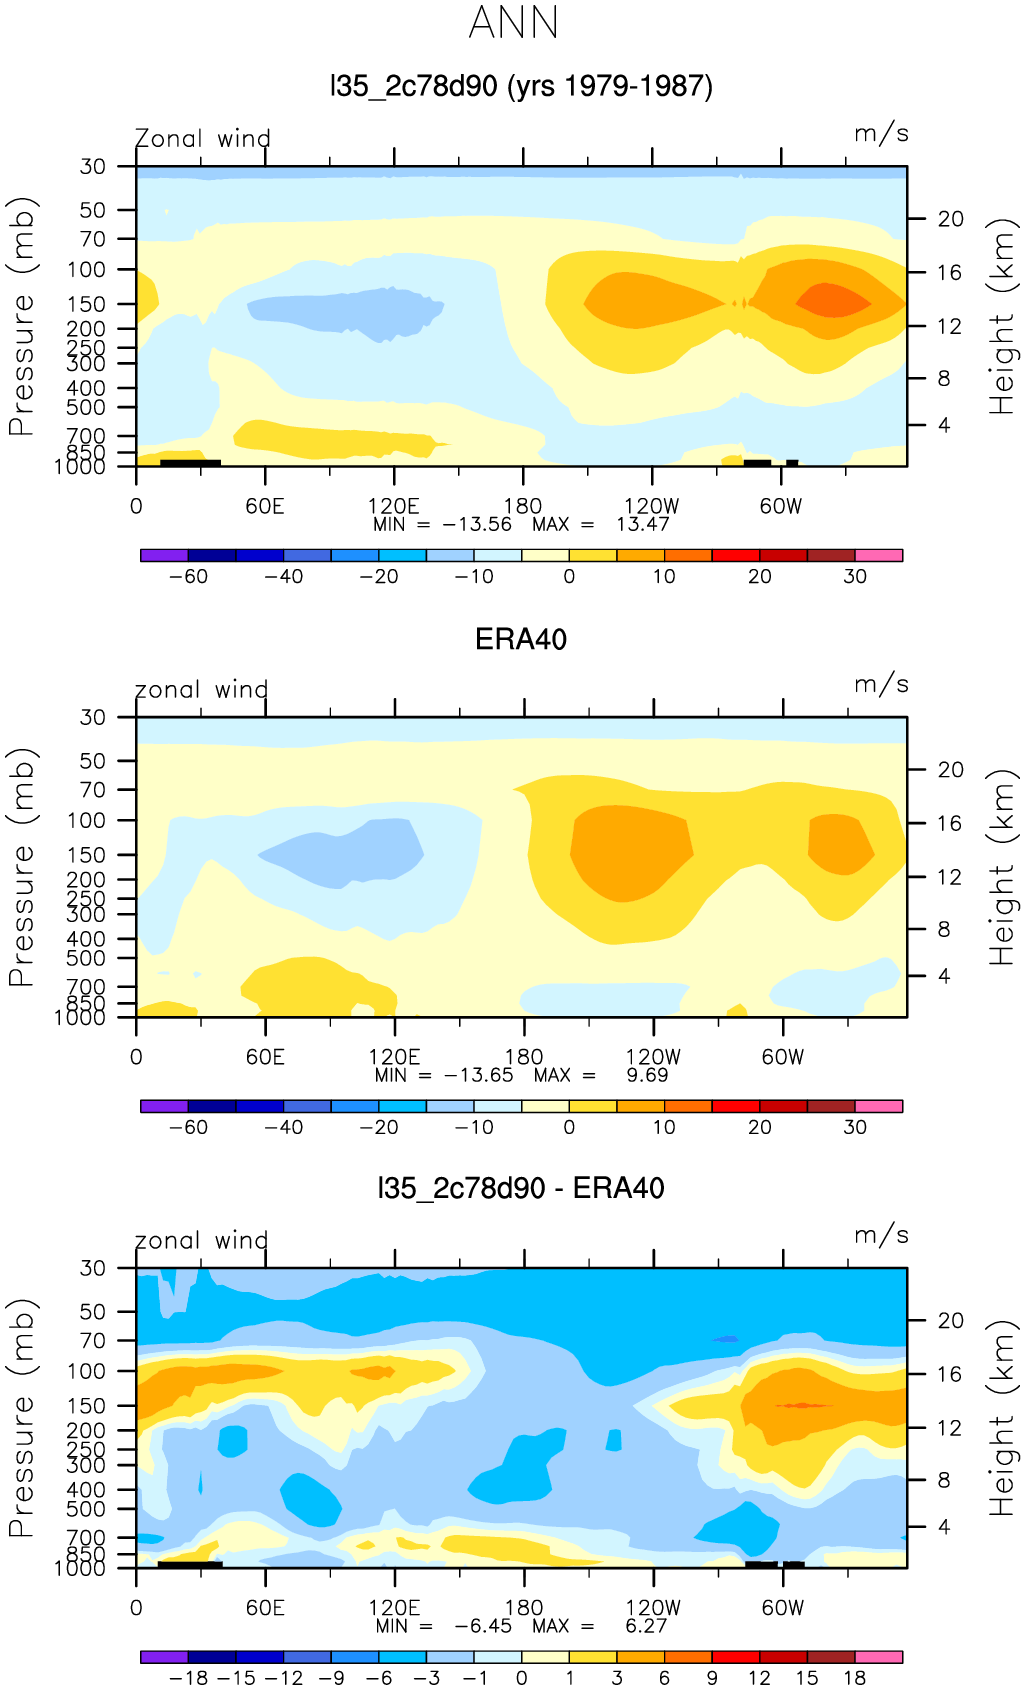 ANN
l35_2c78d90 (yrs 1979-1987)
Zonal wind m/s
30
50
70
100
150
200
250
300
400
500
700
850
1000
Pressure (mb)
20
16
12
8
4
Height (km)
0 60E 120E 180 120W 60W
MIN = -13.56 MAX = 13.47
-60 -40 -20 -10 0 10 20 30
ERA40
zonal wind m/s
30
50
70
100
150
200
250
300
400
500
700
850
1000
Pressure (mb)
20
16
12
8
4
Height (km)
0 60E 120E 180 120W 60W
MIN = -13.65 MAX = 9.69
-60 -40 -20 -10 0 10 20 30
l35_2c78d90 - ERA40
zonal wind m/s
30
50
70
100
150
200
250
300
400
500
700
850
1000
Pressure (mb)
20
16
12
8
4
Height (km)
0 60E 120E 180 120W 60W
MIN = -6.45 MAX = 6.27
-18 -15 -12 -9 -6 -3 -1 0 1 3 6 9 12 15 18